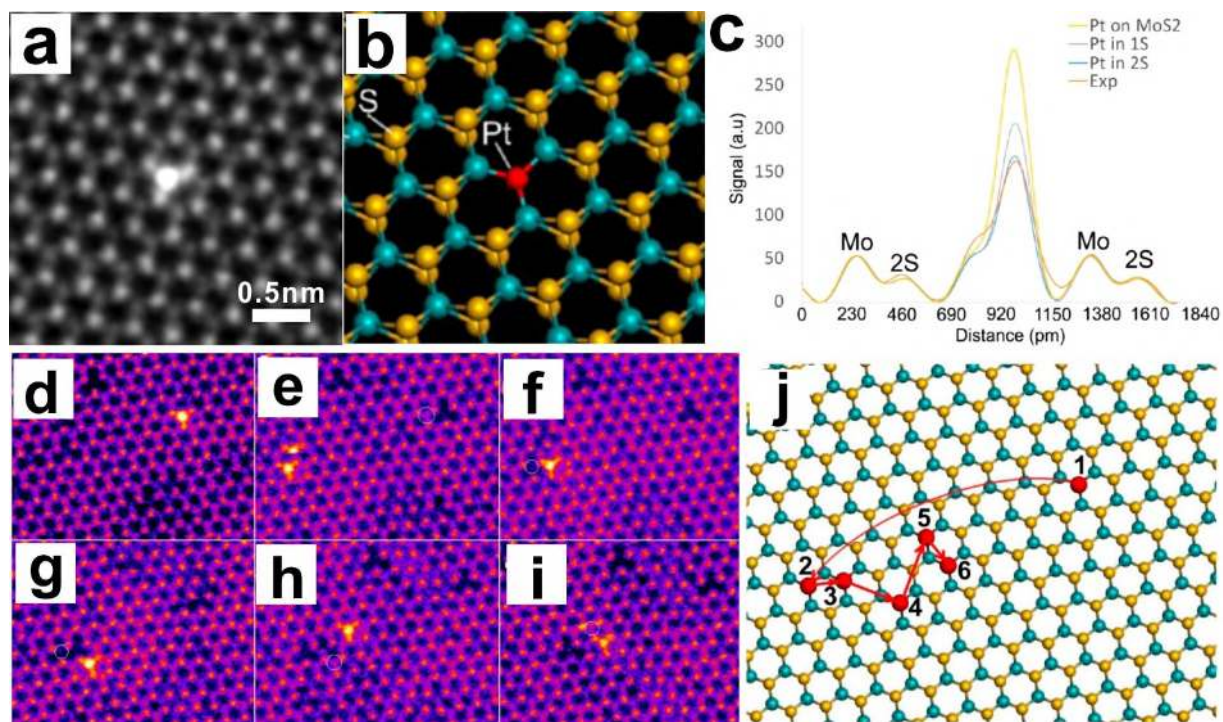 a
0.5nm
b
S
Pt
c
Pt on MoS2
Pt in 1S
Pt in 2S
Exp
Signal (a.u)
300
250
200
150
100
50
0
Mo
2S
Mo
2S
0 230 460 690 920 1150 1380 1610 1840
Distance (pm)
d
e
f
g
h
i
j
1
2
3
4
5
6